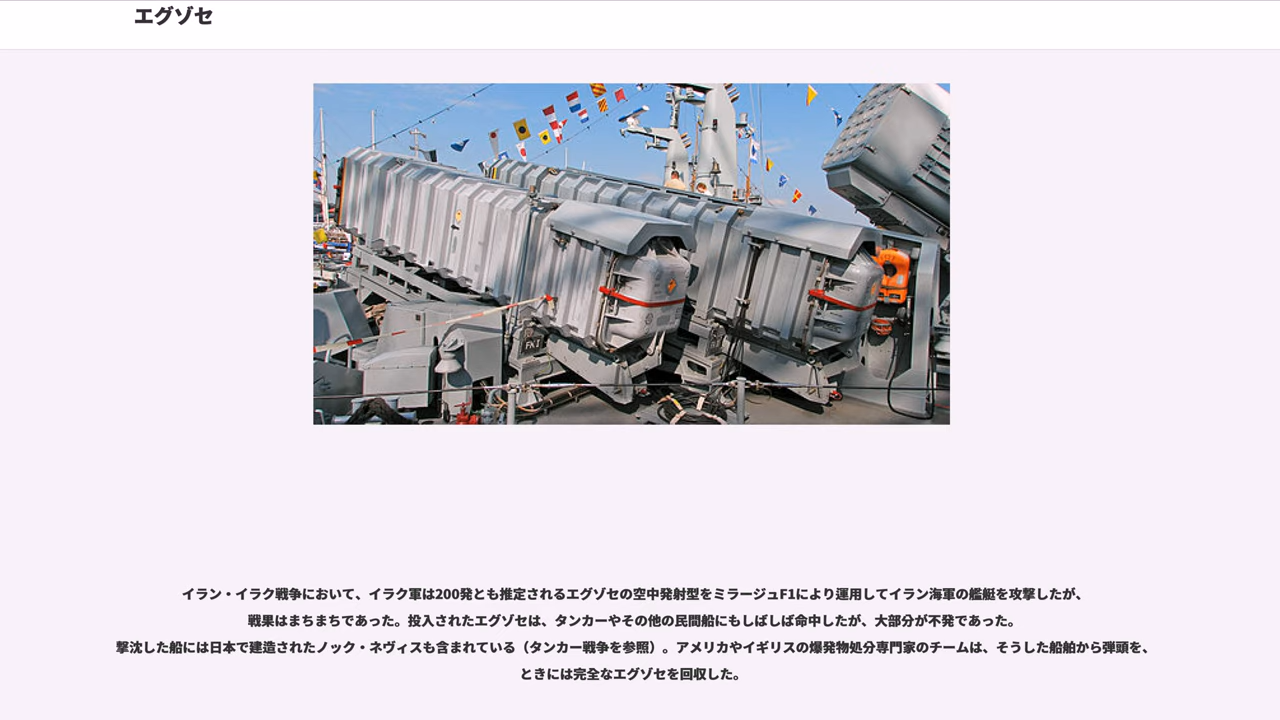 エグゾセ
FK I
イラン・イラク戦争において、イラク軍は200発とも推定されるエグゾセの空中発射型をミラージュF1により運用してイラン海軍の艦艇を攻撃したが、
戦果はまちまちであった。投入されたエグゾセは、タンカーやその他の民間船にもしばしば命中したが、大部分が不発であった。
撃沈した船には日本で建造されたノック・ネヴィスも含まれている（タンカー戦争を参照）。アメリカやイギリスの爆発物処分専門家のチームは、そうした船舶から弾頭を、
ときには完全なエグゾセを回収した。